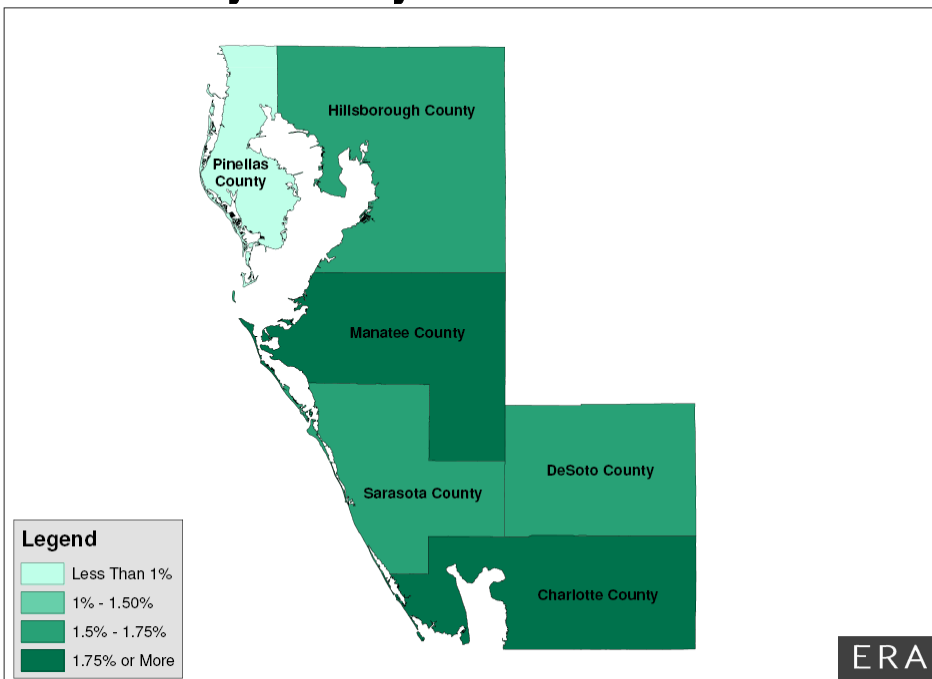 Hillsborough County
Pinellas
County
Manatee County
DeSoto County
Sarasota County
Charlotte County
Legend
Less Than 1%
1% - 1.50%
1.5% - 1.75%
1.75% or More
ERA